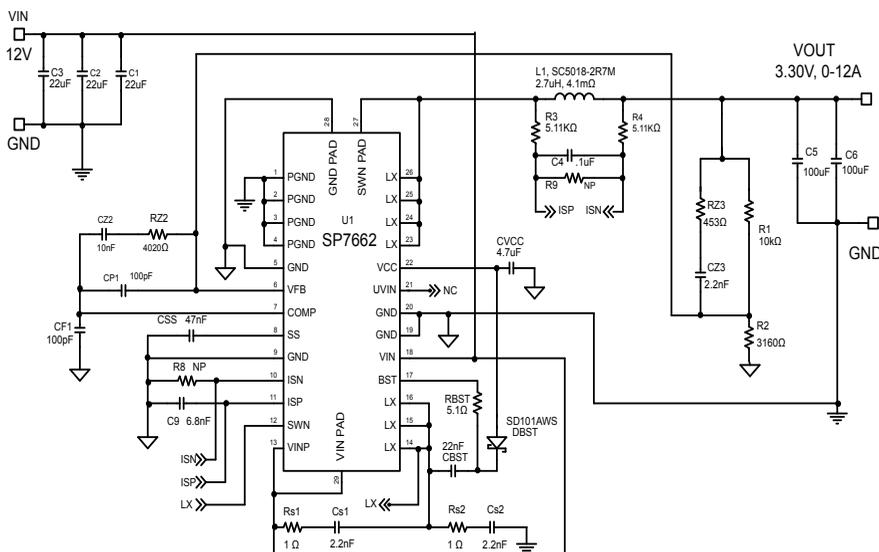 VIN
12V
C3
22uF
C2
22uF
C1
22uF
GND
L1, SC5018-2R7M
2.7uH, 4.1mΩ
VOUT
3.30V, 0-12A
R3
5.11KΩ
R4
5.11KΩ
C4 .1uF
R9 NP
ISP ISN
C5
100uF
C6
100uF
GND
RZ3
453Ω
CZ3
2.2nF
R1
10kΩ
R2
3160Ω
28
27
GND PAD
SWN PAD
U1
SP7662
VIN PAD
29
1 PGND
2 PGND
3 PGND
4 PGND
5 GND
6 VFB
7 COMP
8 SS
9 GND
10 ISN
11 ISP
12 SWN
13 VINP
LX 26
LX 25
LX 24
LX 23
VCC 22
UVIN 21
GND 20
GND 19
VIN 18
BST 17
LX 16
LX 15
LX 14
CZ2
10nF
RZ2
4020Ω
CP1 100pF
CF1
100pF
CSS 47nF
R8 NP
C9 6.8nF
ISN
ISP
LX
CVCC
4.7uF
NC
RBST
5.1Ω
SD101AWS
DBST
22nF
CBST
LX
Rs1
1 Ω
Cs1
2.2nF
Rs2
1 Ω
Cs2
2.2nF